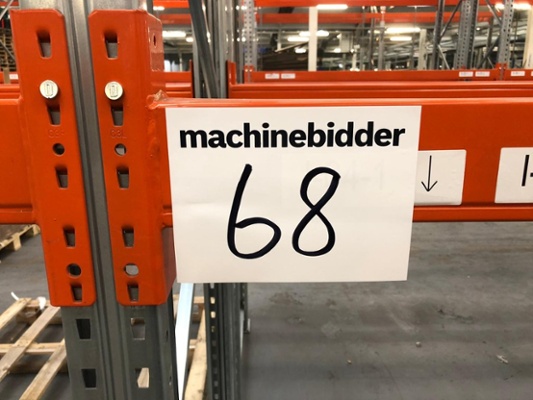 machinebidder
68
↓